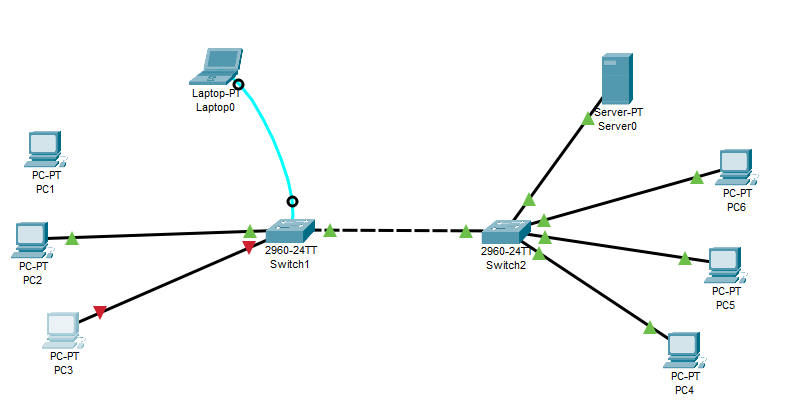 Laptop-PT
Laptop0
Server-PT
Server0
PC-PT
PC1
PC-PT
PC6
2960-24TT
Switch1
2960-24TT
Switch2
PC-PT
PC2
PC-PT
PC5
PC-PT
PC3
PC-PT
PC4